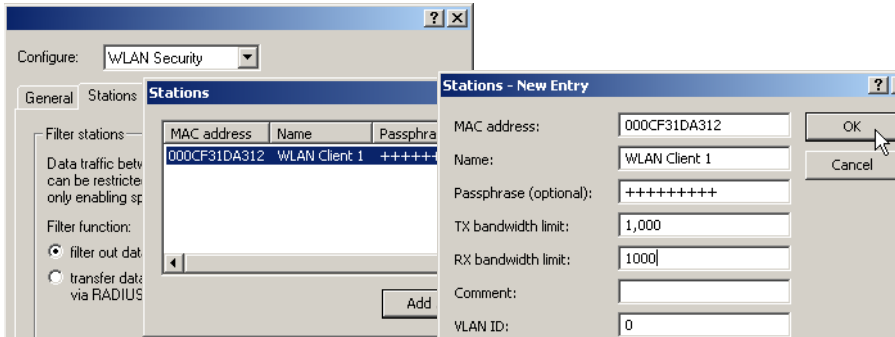 Configure: WLAN Security
General Stations
Filter stations
Data traffic betw
can be restricte
only enabling sp
Filter function:
filter out dat
transfer data
via RADIUS
Stations
MAC address Name Passphra
000CF31DA312 WLAN Client 1 ++++++
Add
Stations - New Entry
MAC address: 000CF31DA312
Name: WLAN Client 1
Passphrase (optional): +++++++++
TX bandwidth limit: 1,000
RX bandwidth limit: 1000
Comment:
VLAN ID: 0
OK
Cancel